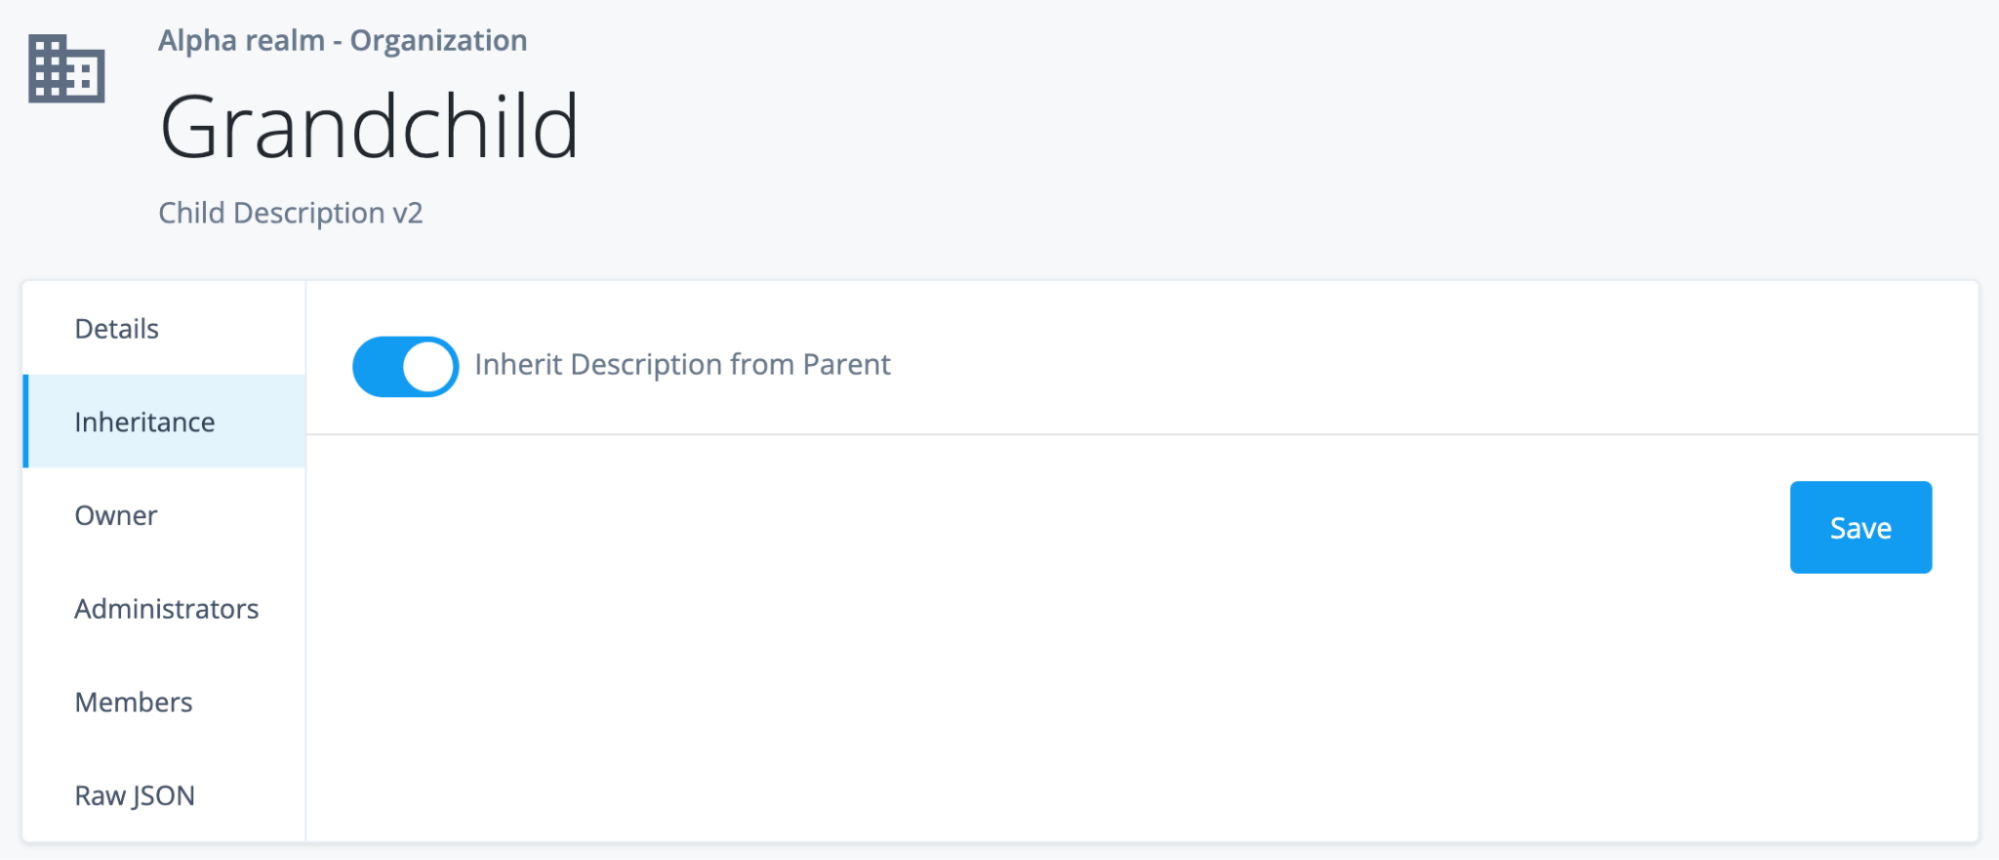 Alpha realm - Organization
Grandchild
Child Description v2
Details
Inherit Description from Parent
Inheritance
Save
Owner
Administrators
Members
Raw JSON